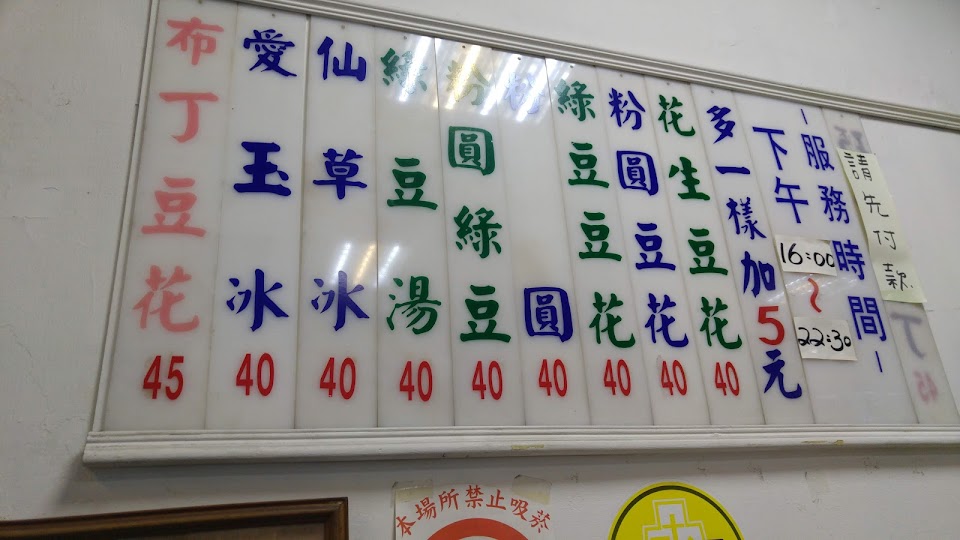 請先付款
－服務時間－
下午 16:00～22:30
多一樣加5元
花生豆花 40
粉圓豆花 40
綠豆豆花 40
粉圓 40
粉圓綠豆 40
綠豆湯 40
仙草冰 40
愛玉冰 40
布丁豆花 45
丁 45
本場所禁止吸菸